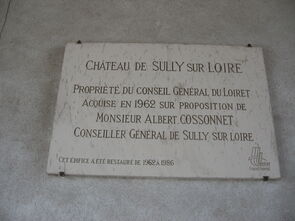 CHÂTEAU DE SULLY SUR LOIRE
PROPRIÉTÉ DU CONSEIL GÉNÉRAL DU LOIRET
ACQUISE EN 1962 SUR PROPOSITION DE
MONSIEUR ALBERT COSSONNET
CONSEILLER GÉNÉRAL DE SULLY SUR LOIRE
CET EDIFICE A ÉTÉ RESTAURÉ DE 1962 A 1986